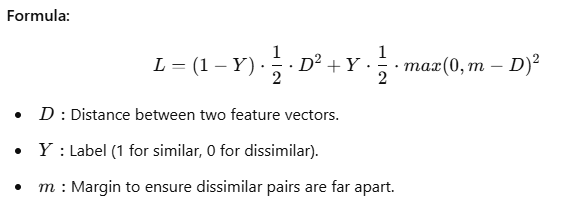 Formula:
L = (1 − Y) · 1/2 · D² + Y · 1/2 · max(0, m − D)²
• D : Distance between two feature vectors.
• Y : Label (1 for similar, 0 for dissimilar).
• m : Margin to ensure dissimilar pairs are far apart.